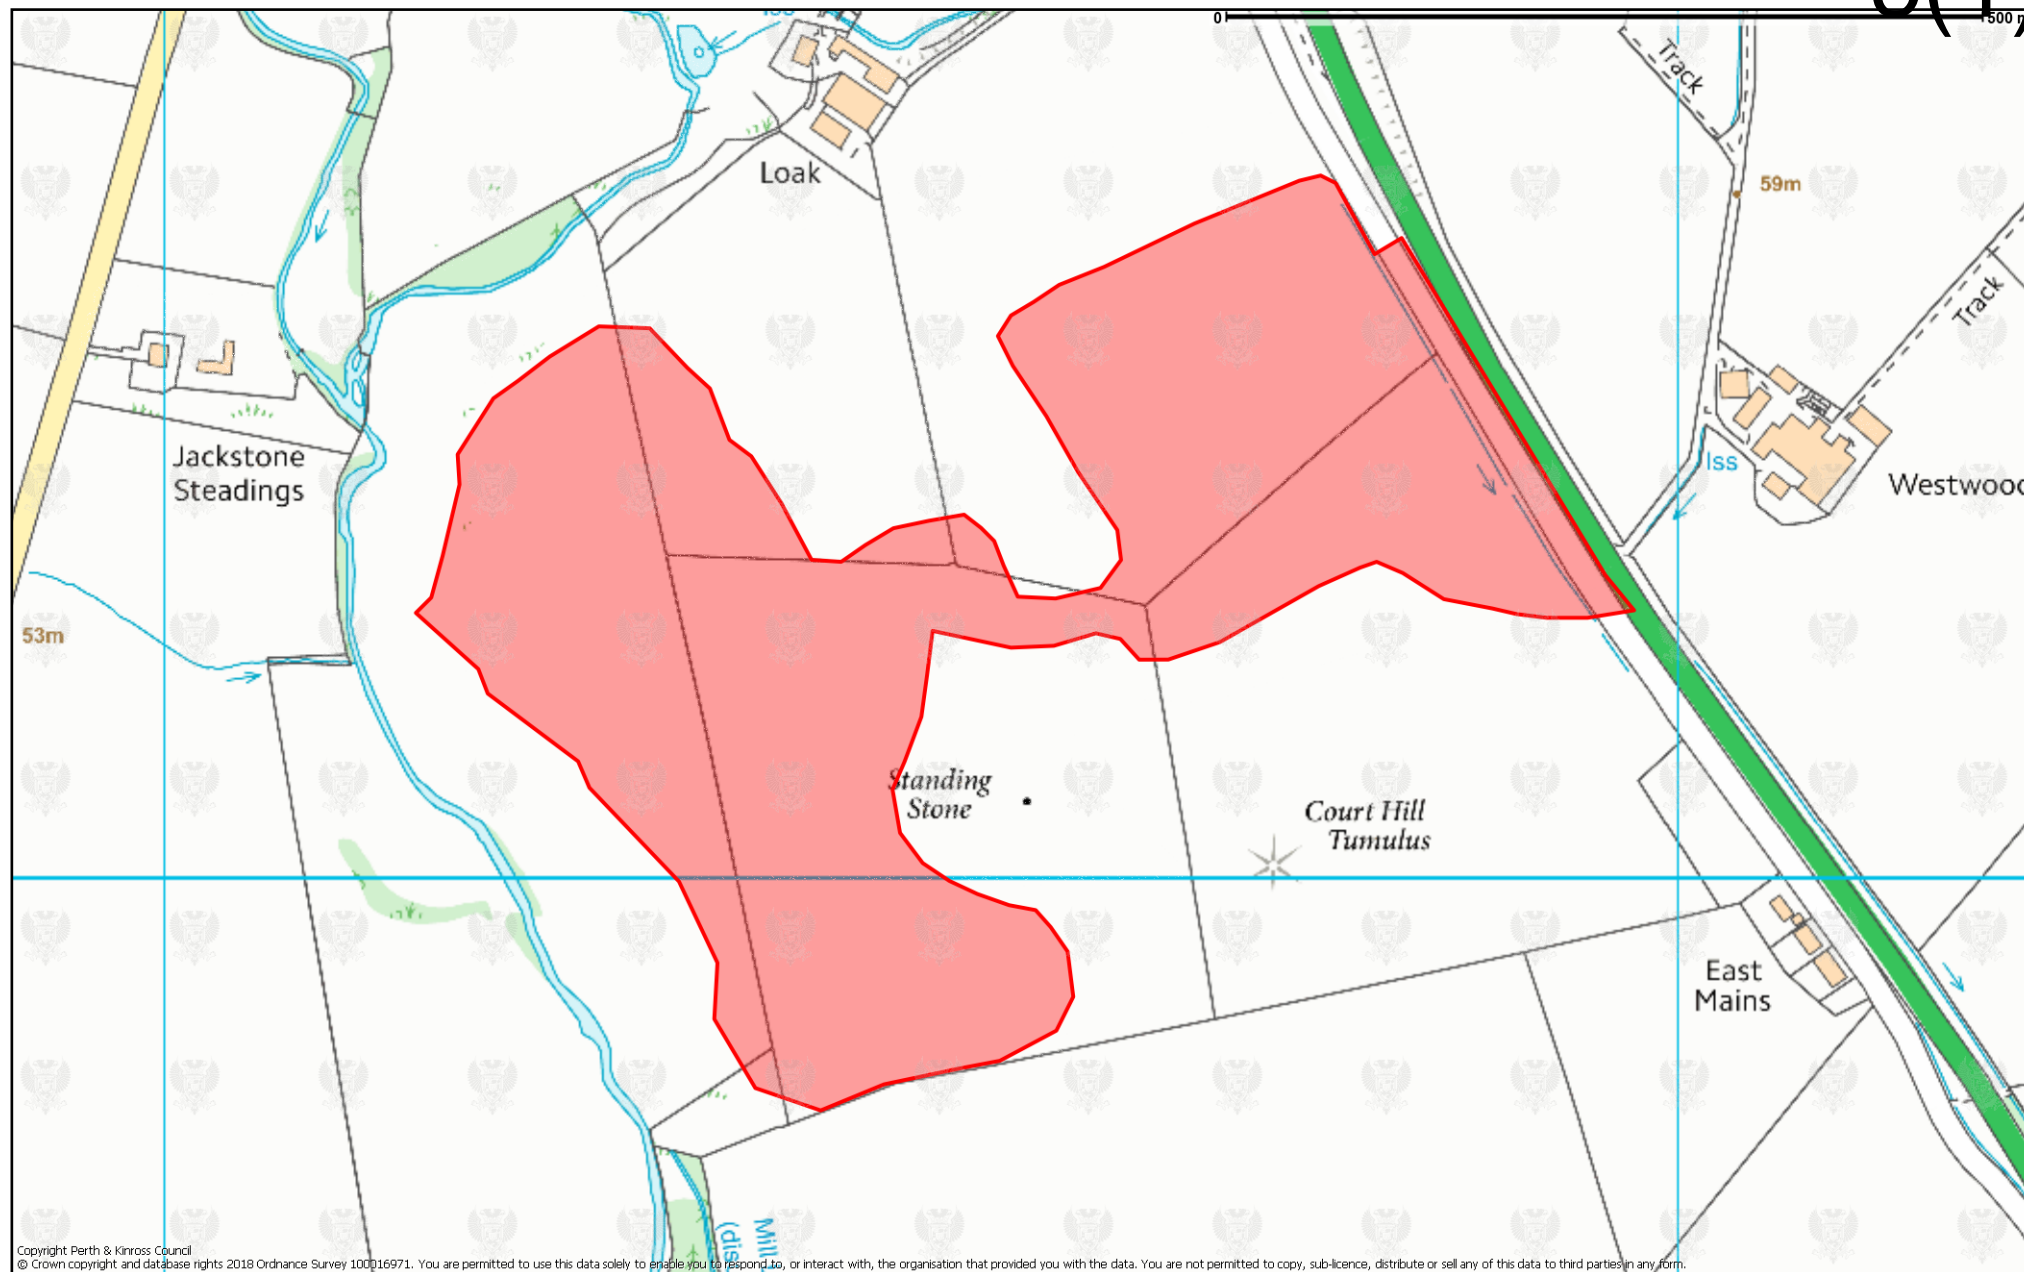 0
500 m
Track
Loak
59m
Track
Jackstone
Steadings
Iss
Westwood
53m
Standing
Stone
Court Hill
Tumulus
East
Mains
Mill
(dis
Copyright Perth & Kinross Council
© Crown copyright and database rights 2018 Ordnance Survey 100016971. You are permitted to use this data solely to enable you to respond to, or interact with, the organisation that provided you with the data. You are not permitted to copy, sub-licence, distribute or sell any of this data to third parties in any form.